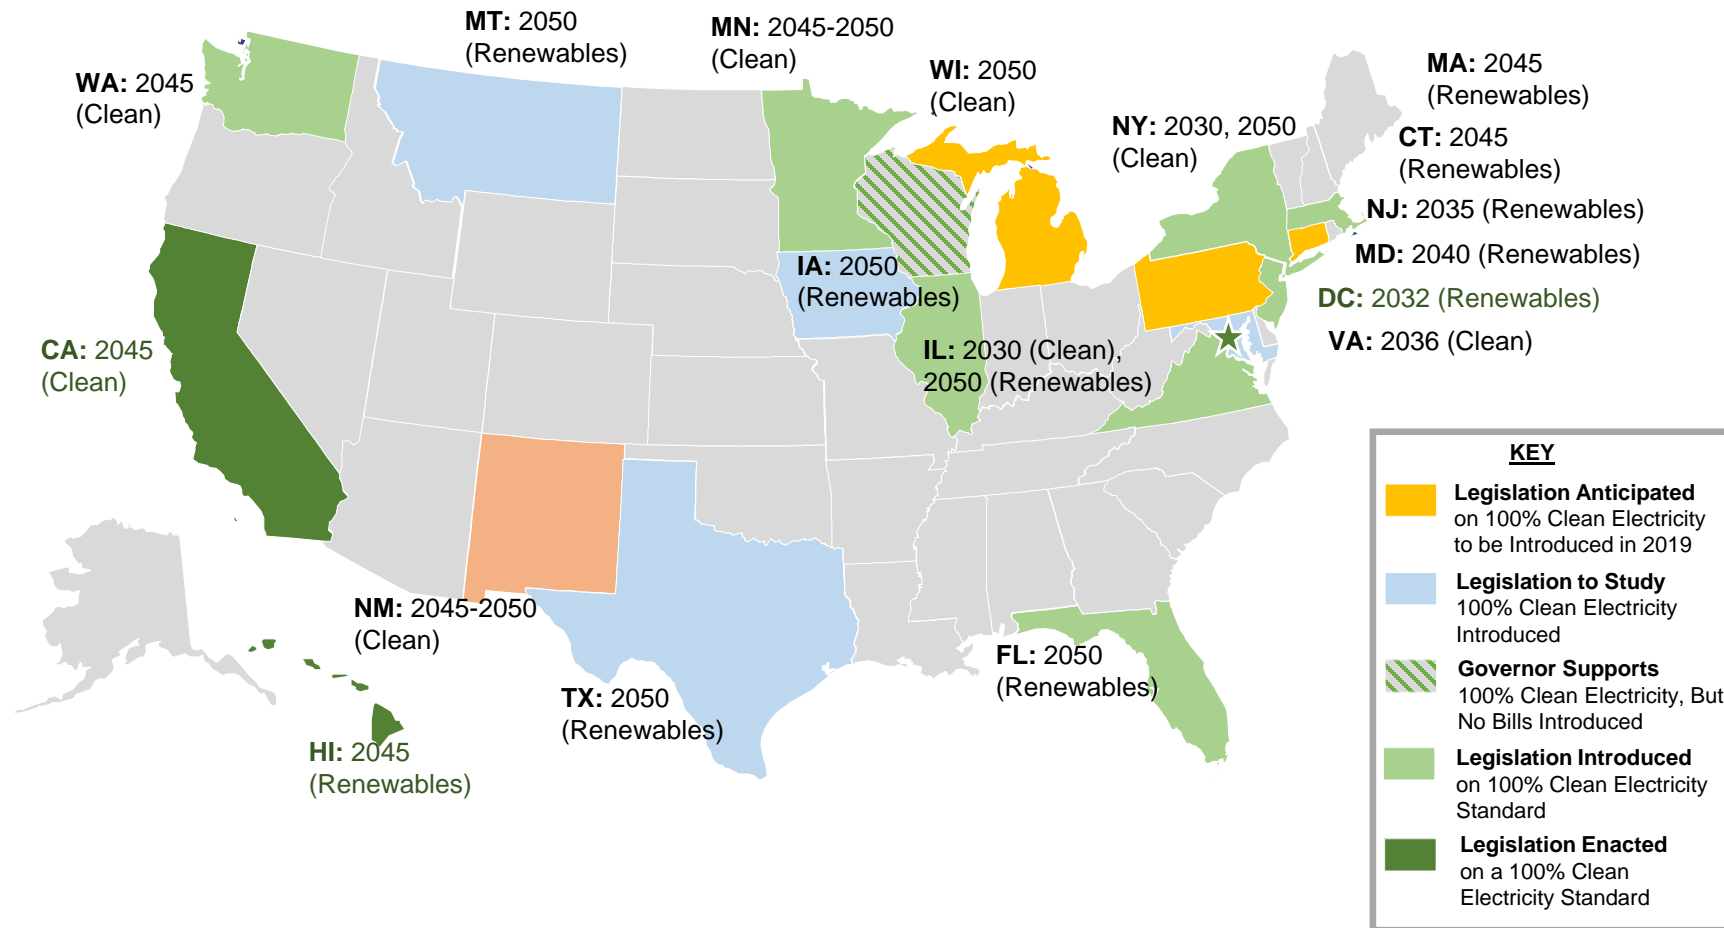 MT: 2050
(Renewables)
MN: 2045-2050
(Clean)
WI: 2050
(Clean)
MA: 2045
(Renewables)
WA: 2045
(Clean)
NY: 2030, 2050
(Clean)
CT: 2045
(Renewables)
NJ: 2035 (Renewables)
MD: 2040 (Renewables)
DC: 2032 (Renewables)
VA: 2036 (Clean)
IA: 2050
(Renewables)
IL: 2030 (Clean),
2050 (Renewables)
CA: 2045
(Clean)
NM: 2045-2050
(Clean)
TX: 2050
(Renewables)
FL: 2050
(Renewables)
HI: 2045
(Renewables)
KEY
Legislation Anticipated
on 100% Clean Electricity
to be Introduced in 2019
Legislation to Study
100% Clean Electricity
Introduced
Governor Supports
100% Clean Electricity, But
No Bills Introduced
Legislation Introduced
on 100% Clean Electricity
Standard
Legislation Enacted
on a 100% Clean
Electricity Standard